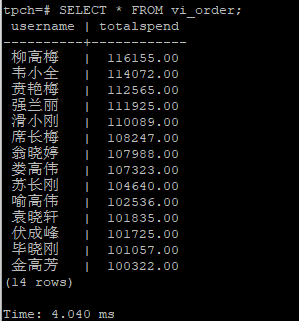 tpch=# SELECT * FROM vi_order;
username | totalspend
----------+------------
柳高梅 | 116155.00
韦小全 | 114072.00
贲艳梅 | 112565.00
强兰丽 | 111925.00
滑小刚 | 110089.00
席长梅 | 108247.00
翁晓婷 | 107988.00
娄高伟 | 107323.00
苏长刚 | 104640.00
喻高伟 | 102536.00
袁晓轩 | 101835.00
伏成峰 | 101725.00
毕晓刚 | 101057.00
金高芳 | 100322.00
(14 rows)
Time: 4.040 ms